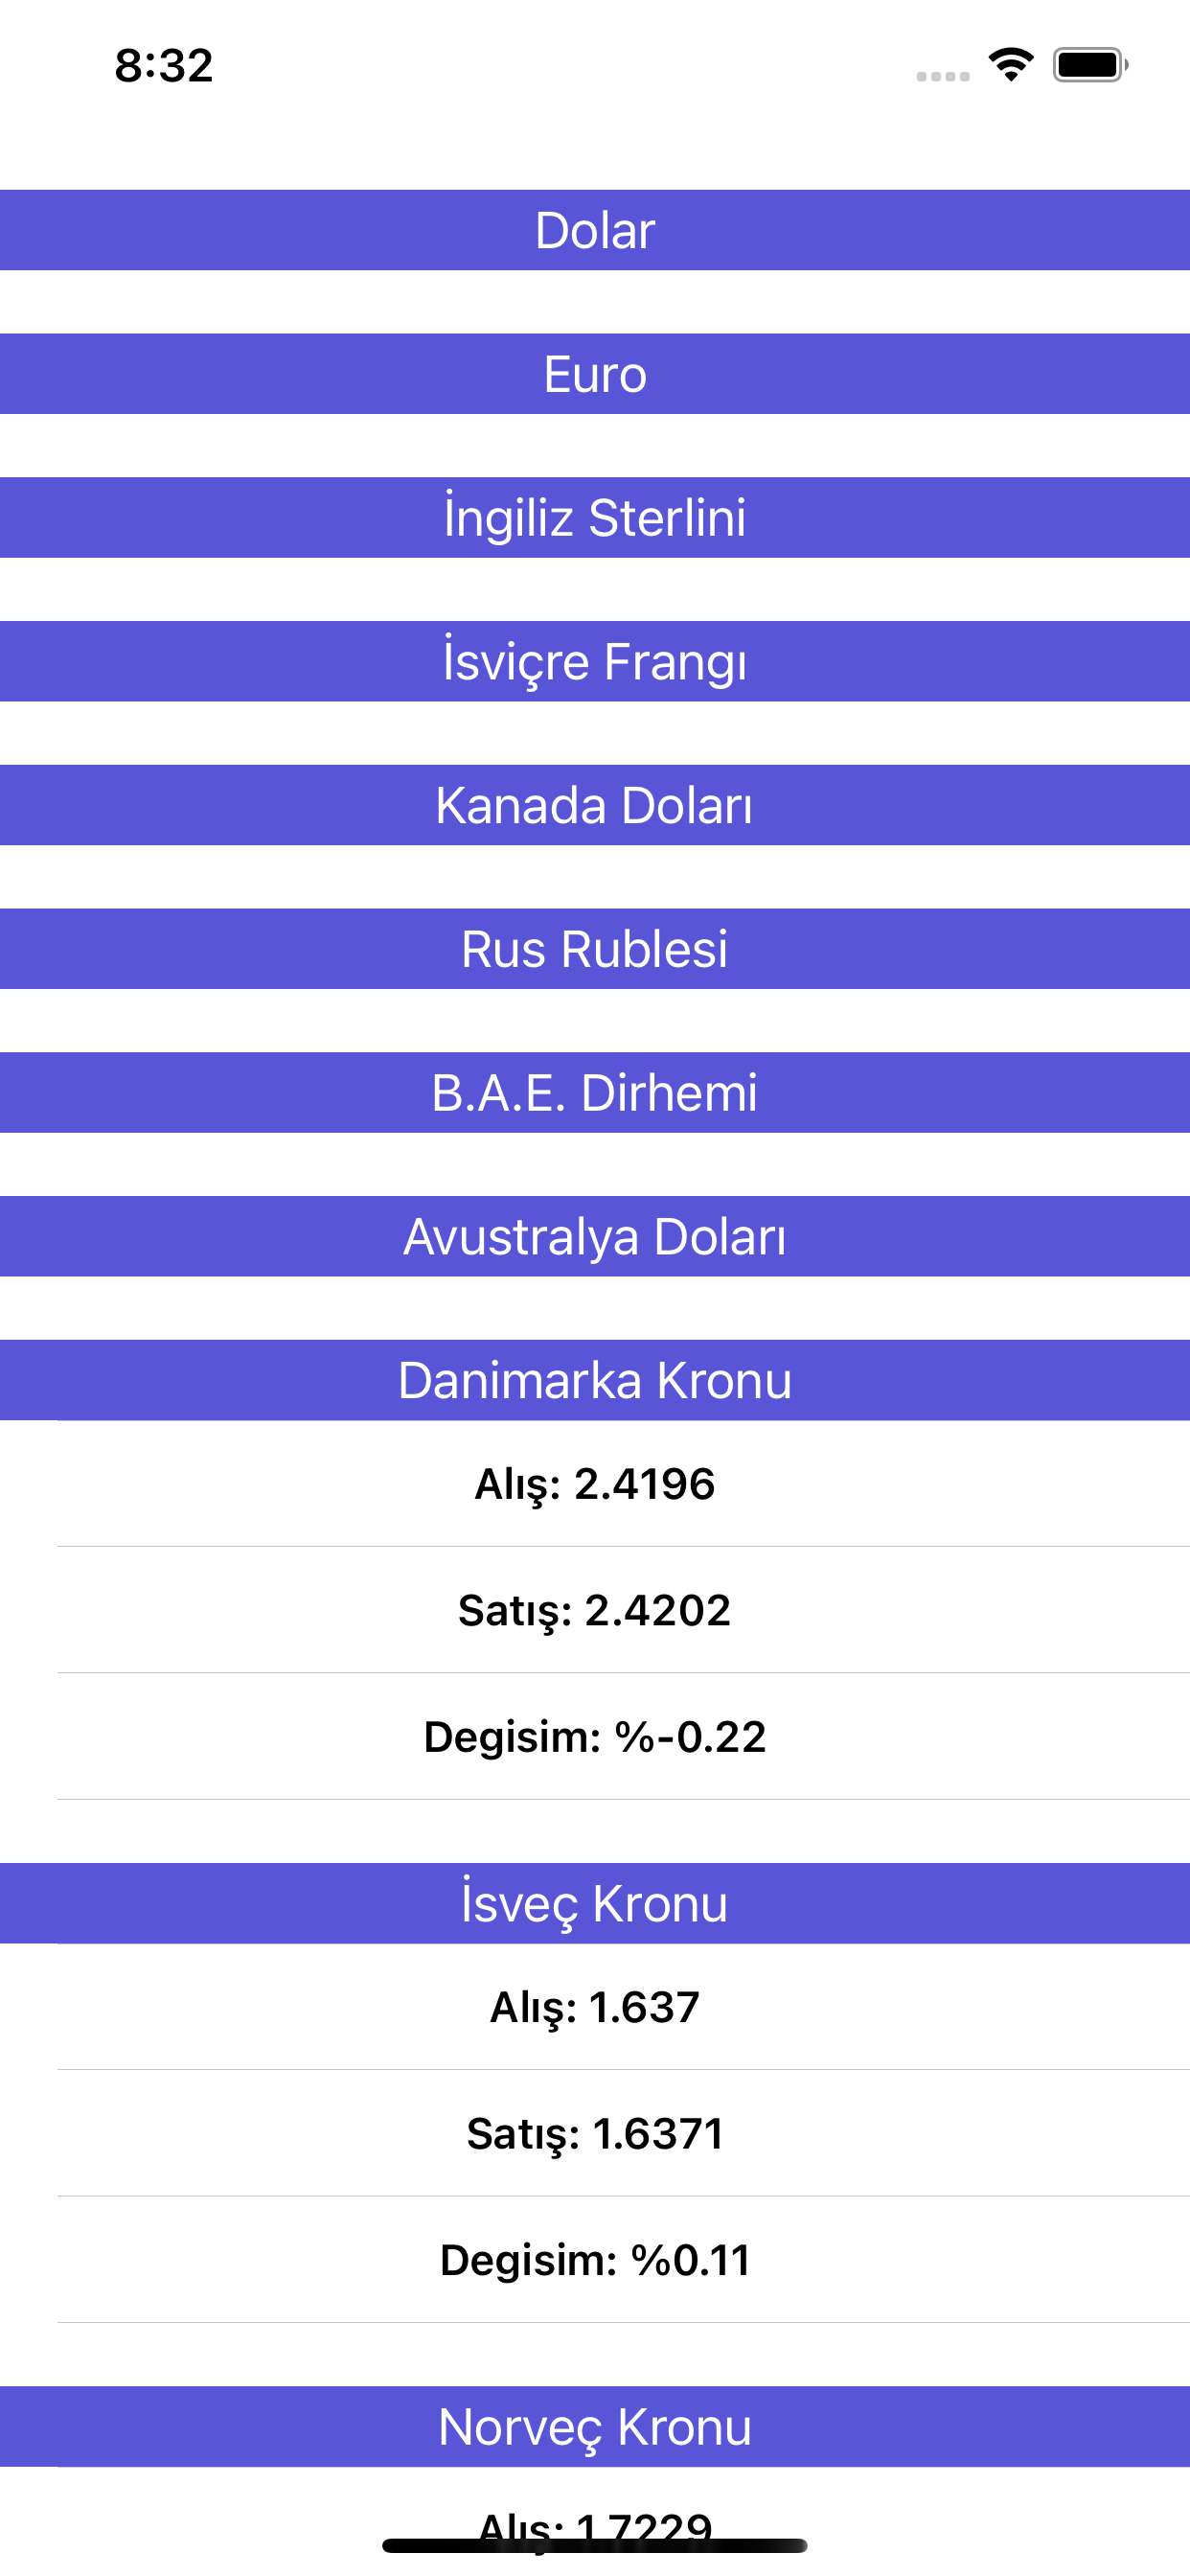 8:32
Dolar
Euro
İngiliz Sterlini
İsviçre Frangı
Kanada Doları
Rus Rublesi
B.A.E. Dirhemi
Avustralya Doları
Danimarka Kronu
Alış: 2.4196
Satış: 2.4202
Degisim: %-0.22
İsveç Kronu
Alış: 1.637
Satış: 1.6371
Degisim: %0.11
Norveç Kronu
Alış: 1.7229